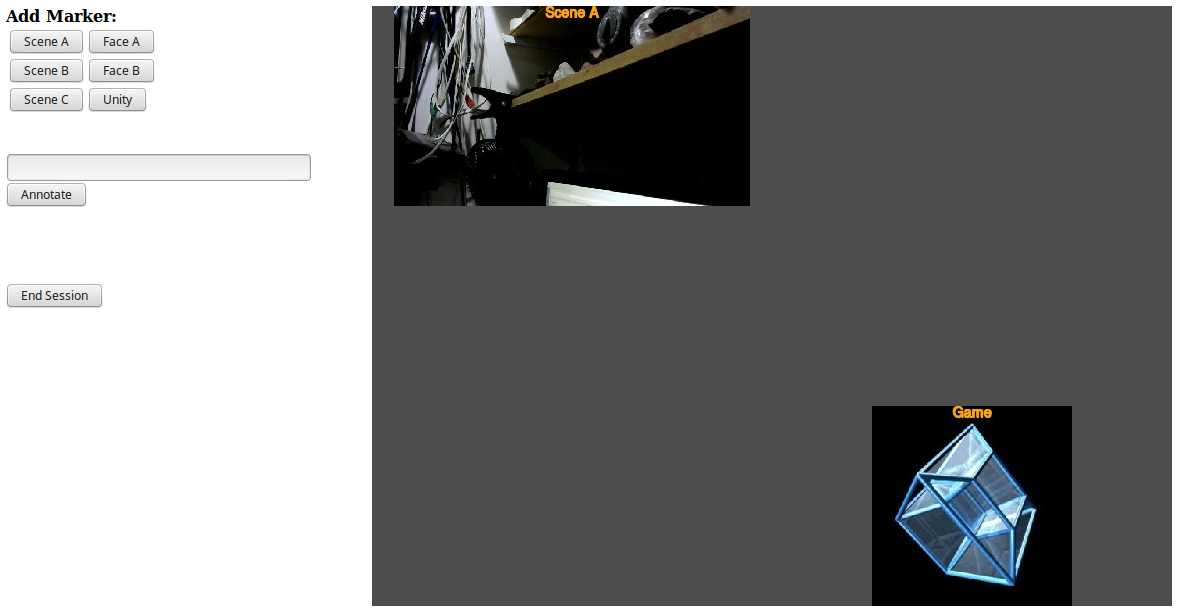 Add Marker:
Scene A Face A
Scene B Face B
Scene C Unity
Annotate
End Session
Scene A
Game